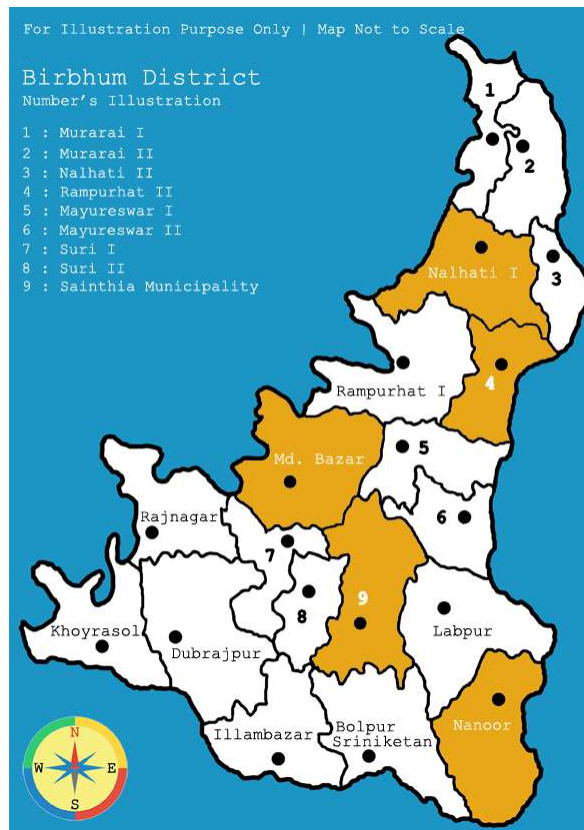 For Illustration Purpose Only | Map Not to Scale
Birbhum District
Number's Illustration
1 : Murarai I
2 : Murarai II
3 : Nalhati II
4 : Rampurhat II
5 : Mayureswar I
6 : Mayureswar II
7 : Suri I
8 : Suri II
9 : Sainthia Municipality
1
2
Nalhati I
3
4
Rampurhat I
5
Md. Bazar
6
Rajnagar
7
9
8
Khoyrasol
Labpur
Dubrajpur
Illambazar
Bolpur
Sriniketan
Nanoor
N
W E
S